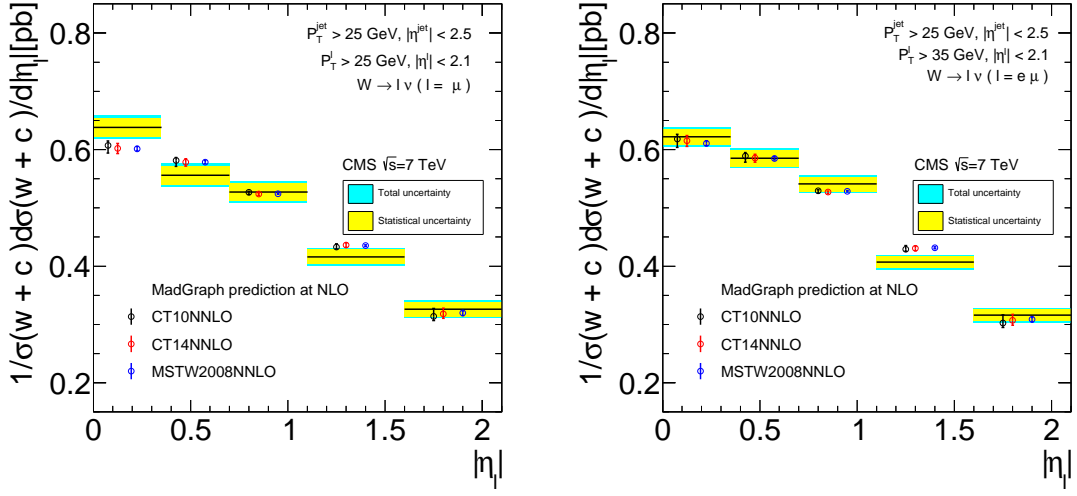 1/σ(w + c )dσ(w + c )/d|η_l|[pb]
0.8
0.6
0.4
0.2
P_T^jet > 25 GeV, |η^jet| < 2.5
P_T^l > 25 GeV, |η^l| < 2.1
W → l ν ( l = μ )
CMS √s=7 TeV
Total uncertainty
Statistical uncertainty
MadGraph prediction at NLO
CT10NNLO
CT14NNLO
MSTW2008NNLO
0 0.5 1 1.5 2
|η_l|
1/σ(w + c )dσ(w + c )/d|η_l|[pb]
0.8
0.6
0.4
0.2
P_T^jet > 25 GeV, |η^jet| < 2.5
P_T^l > 35 GeV, |η^l| < 2.1
W → l ν ( l = e μ )
CMS √s=7 TeV
Total uncertainty
Statistical uncertainty
MadGraph prediction at NLO
CT10NNLO
CT14NNLO
MSTW2008NNLO
0 0.5 1 1.5 2
|η_l|